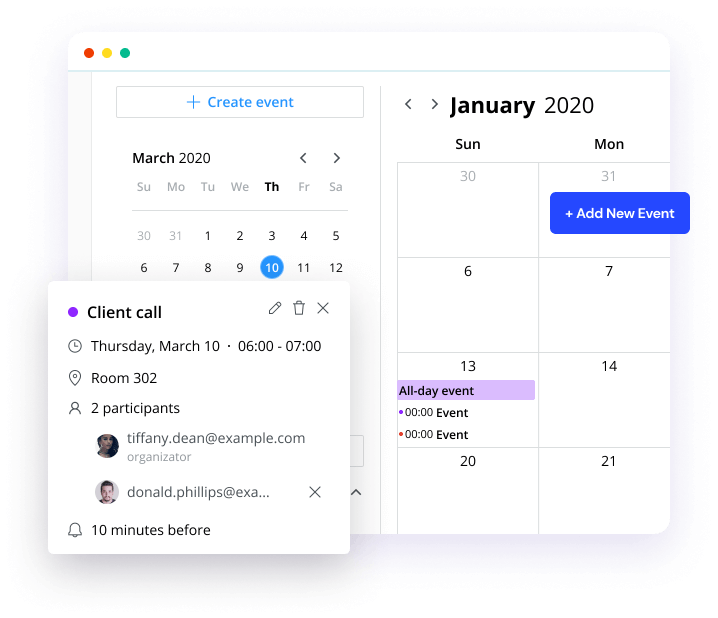 Create event
March 2020
Su Mo Tu We Th Fr Sa
30 31 1 2 3 4 5
6 7 8 9 10 11 12
Client call
Thursday, March 10 · 06:00 - 07:00
Room 302
2 participants
tiffany.dean@example.com
organizator
donald.phillips@exa...
10 minutes before
January 2020
Sun Mon
30 31
+ Add New Event
6 7
13 14
All-day event
00:00 Event
00:00 Event
20 21